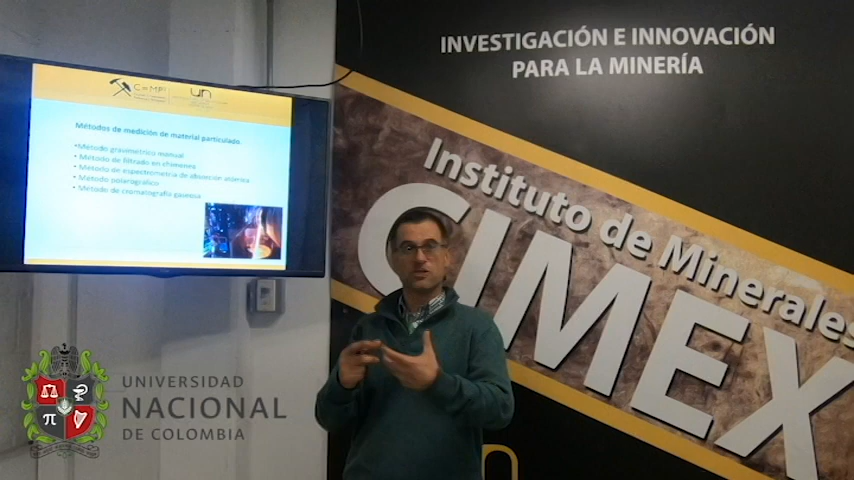 INVESTIGACIÓN E INNOVACIÓN
PARA LA MINERÍA
Instituto de Minerales
CIMEX
C=MP²
un
Métodos de medición de material particulado.
•Método gravimétrico manual
•Método de filtrado en chimenea
•Método de espectrometría de absorción atómica
•Método polarográfico
•Método de cromatografía gaseosa
UNIVERSIDAD
NACIONAL
DE COLOMBIA